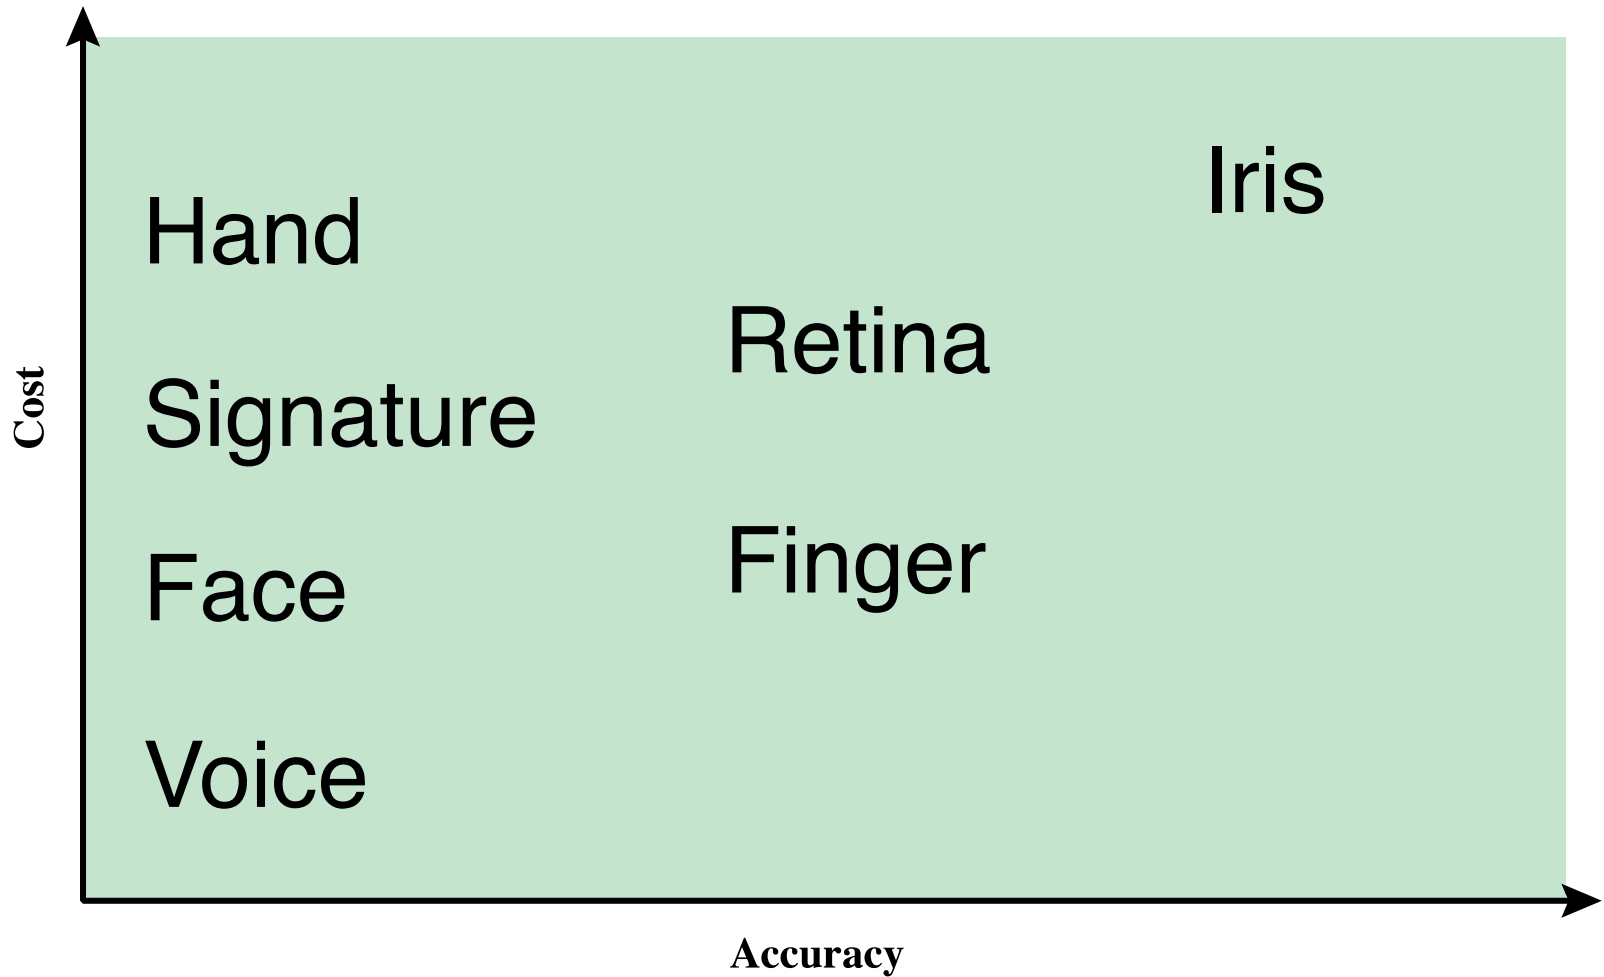 Iris
Hand
Retina
Signature
Finger
Face
Voice
Cost
Accuracy